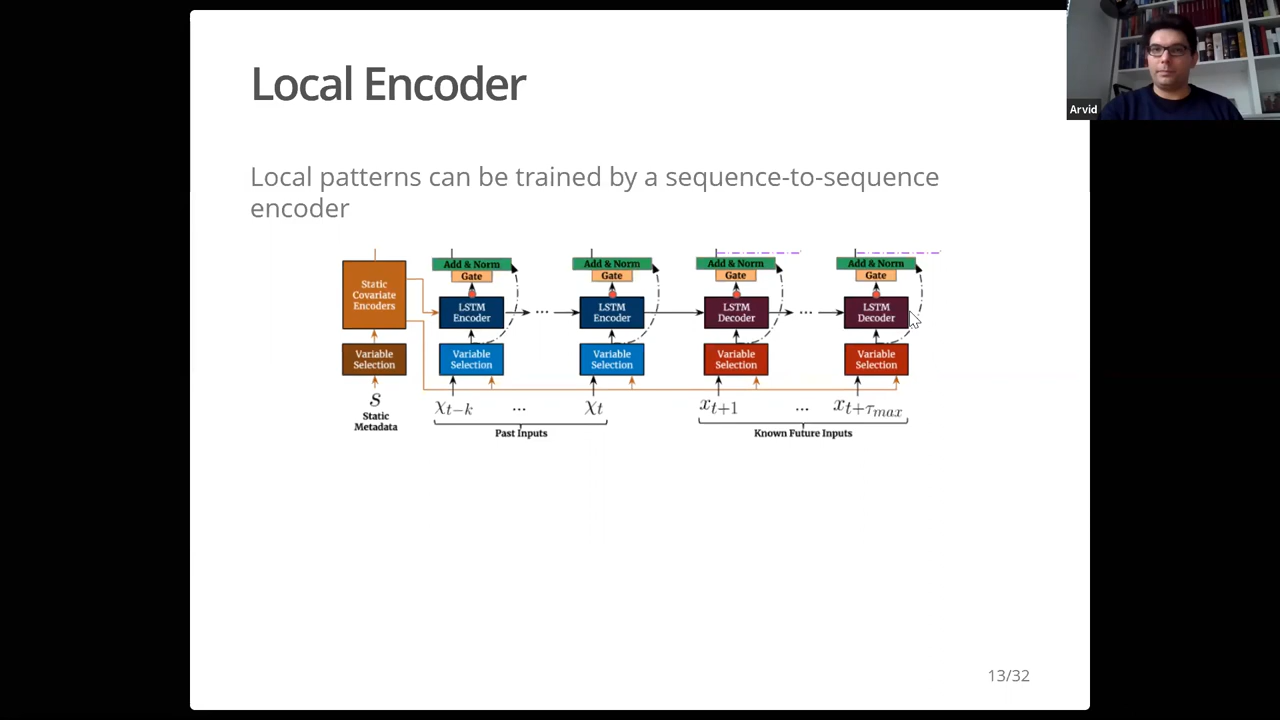 Local Encoder
Arvid
Local patterns can be trained by a sequence-to-sequence
encoder
Add & Norm Add & Norm Add & Norm Add & Norm
Gate Gate Gate Gate
Static
Covariate
Encoders
LSTM
Encoder
...
LSTM
Encoder
LSTM
Decoder
...
LSTM
Decoder
Variable
Selection
Variable
Selection
Variable
Selection
Variable
Selection
Variable
Selection
s
Static
Metadata
χt−k ... χt
xt+1 ... xt+τmax
Past Inputs
Known Future Inputs
13/32